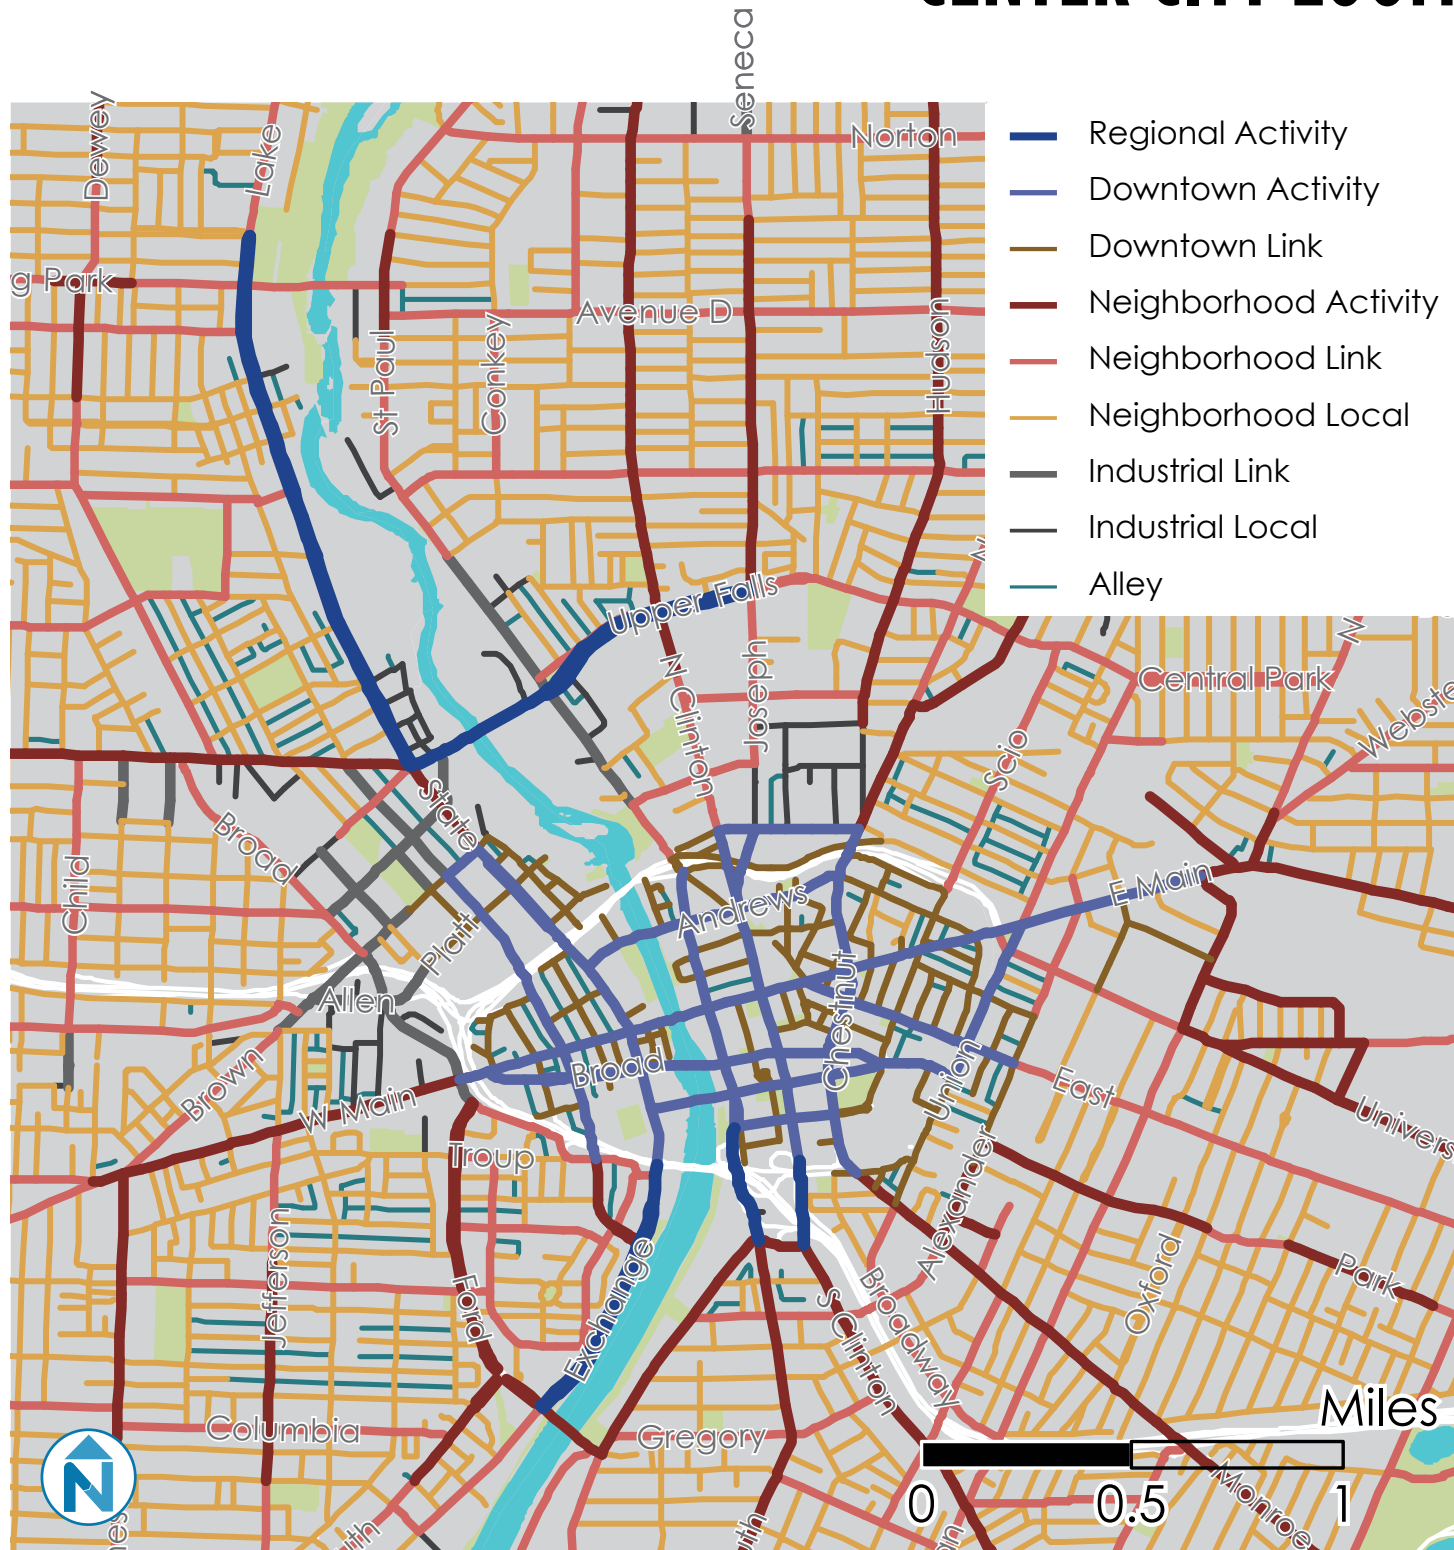 Seneca
Dewey
Lake
Norton
g Park
Avenue D
St Paul
Conkey
Hudson
Regional Activity
Downtown Activity
Downtown Link
Neighborhood Activity
Neighborhood Link
Neighborhood Local
Industrial Link
Industrial Local
Alley
Upper Falls
N Clinton
Joseph
Central Park
Webste
Scio
State
Broad
Child
Platt
Andrews
E Main
Chestnut
Allen
Broad
Brown
W Main
Union
East
Univers
Troup
Alexander
Jefferson
Ford
Exchange
S Clinton
Broadway
Oxford
Park
Columbia
Gregory
Monroe
Miles
0
0.5
1
N